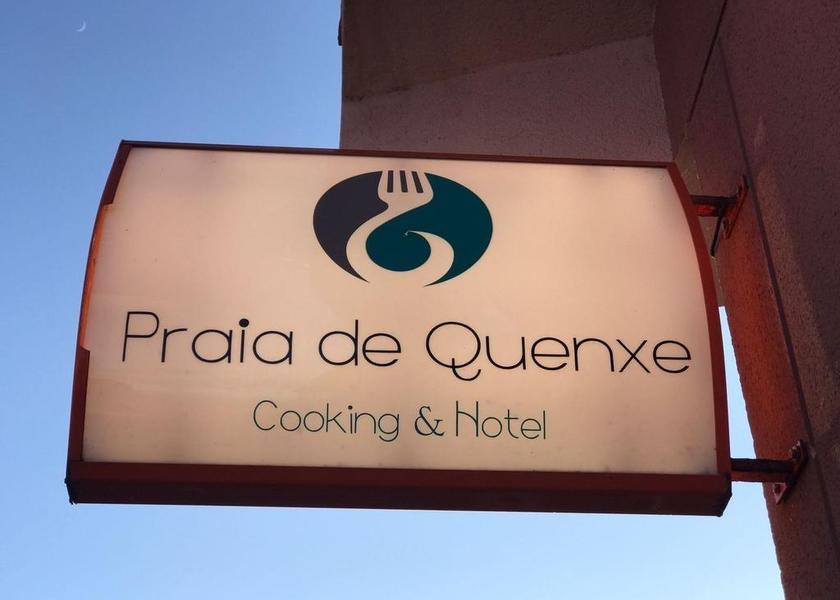 Praia de Quenxe
Cooking & Hotel